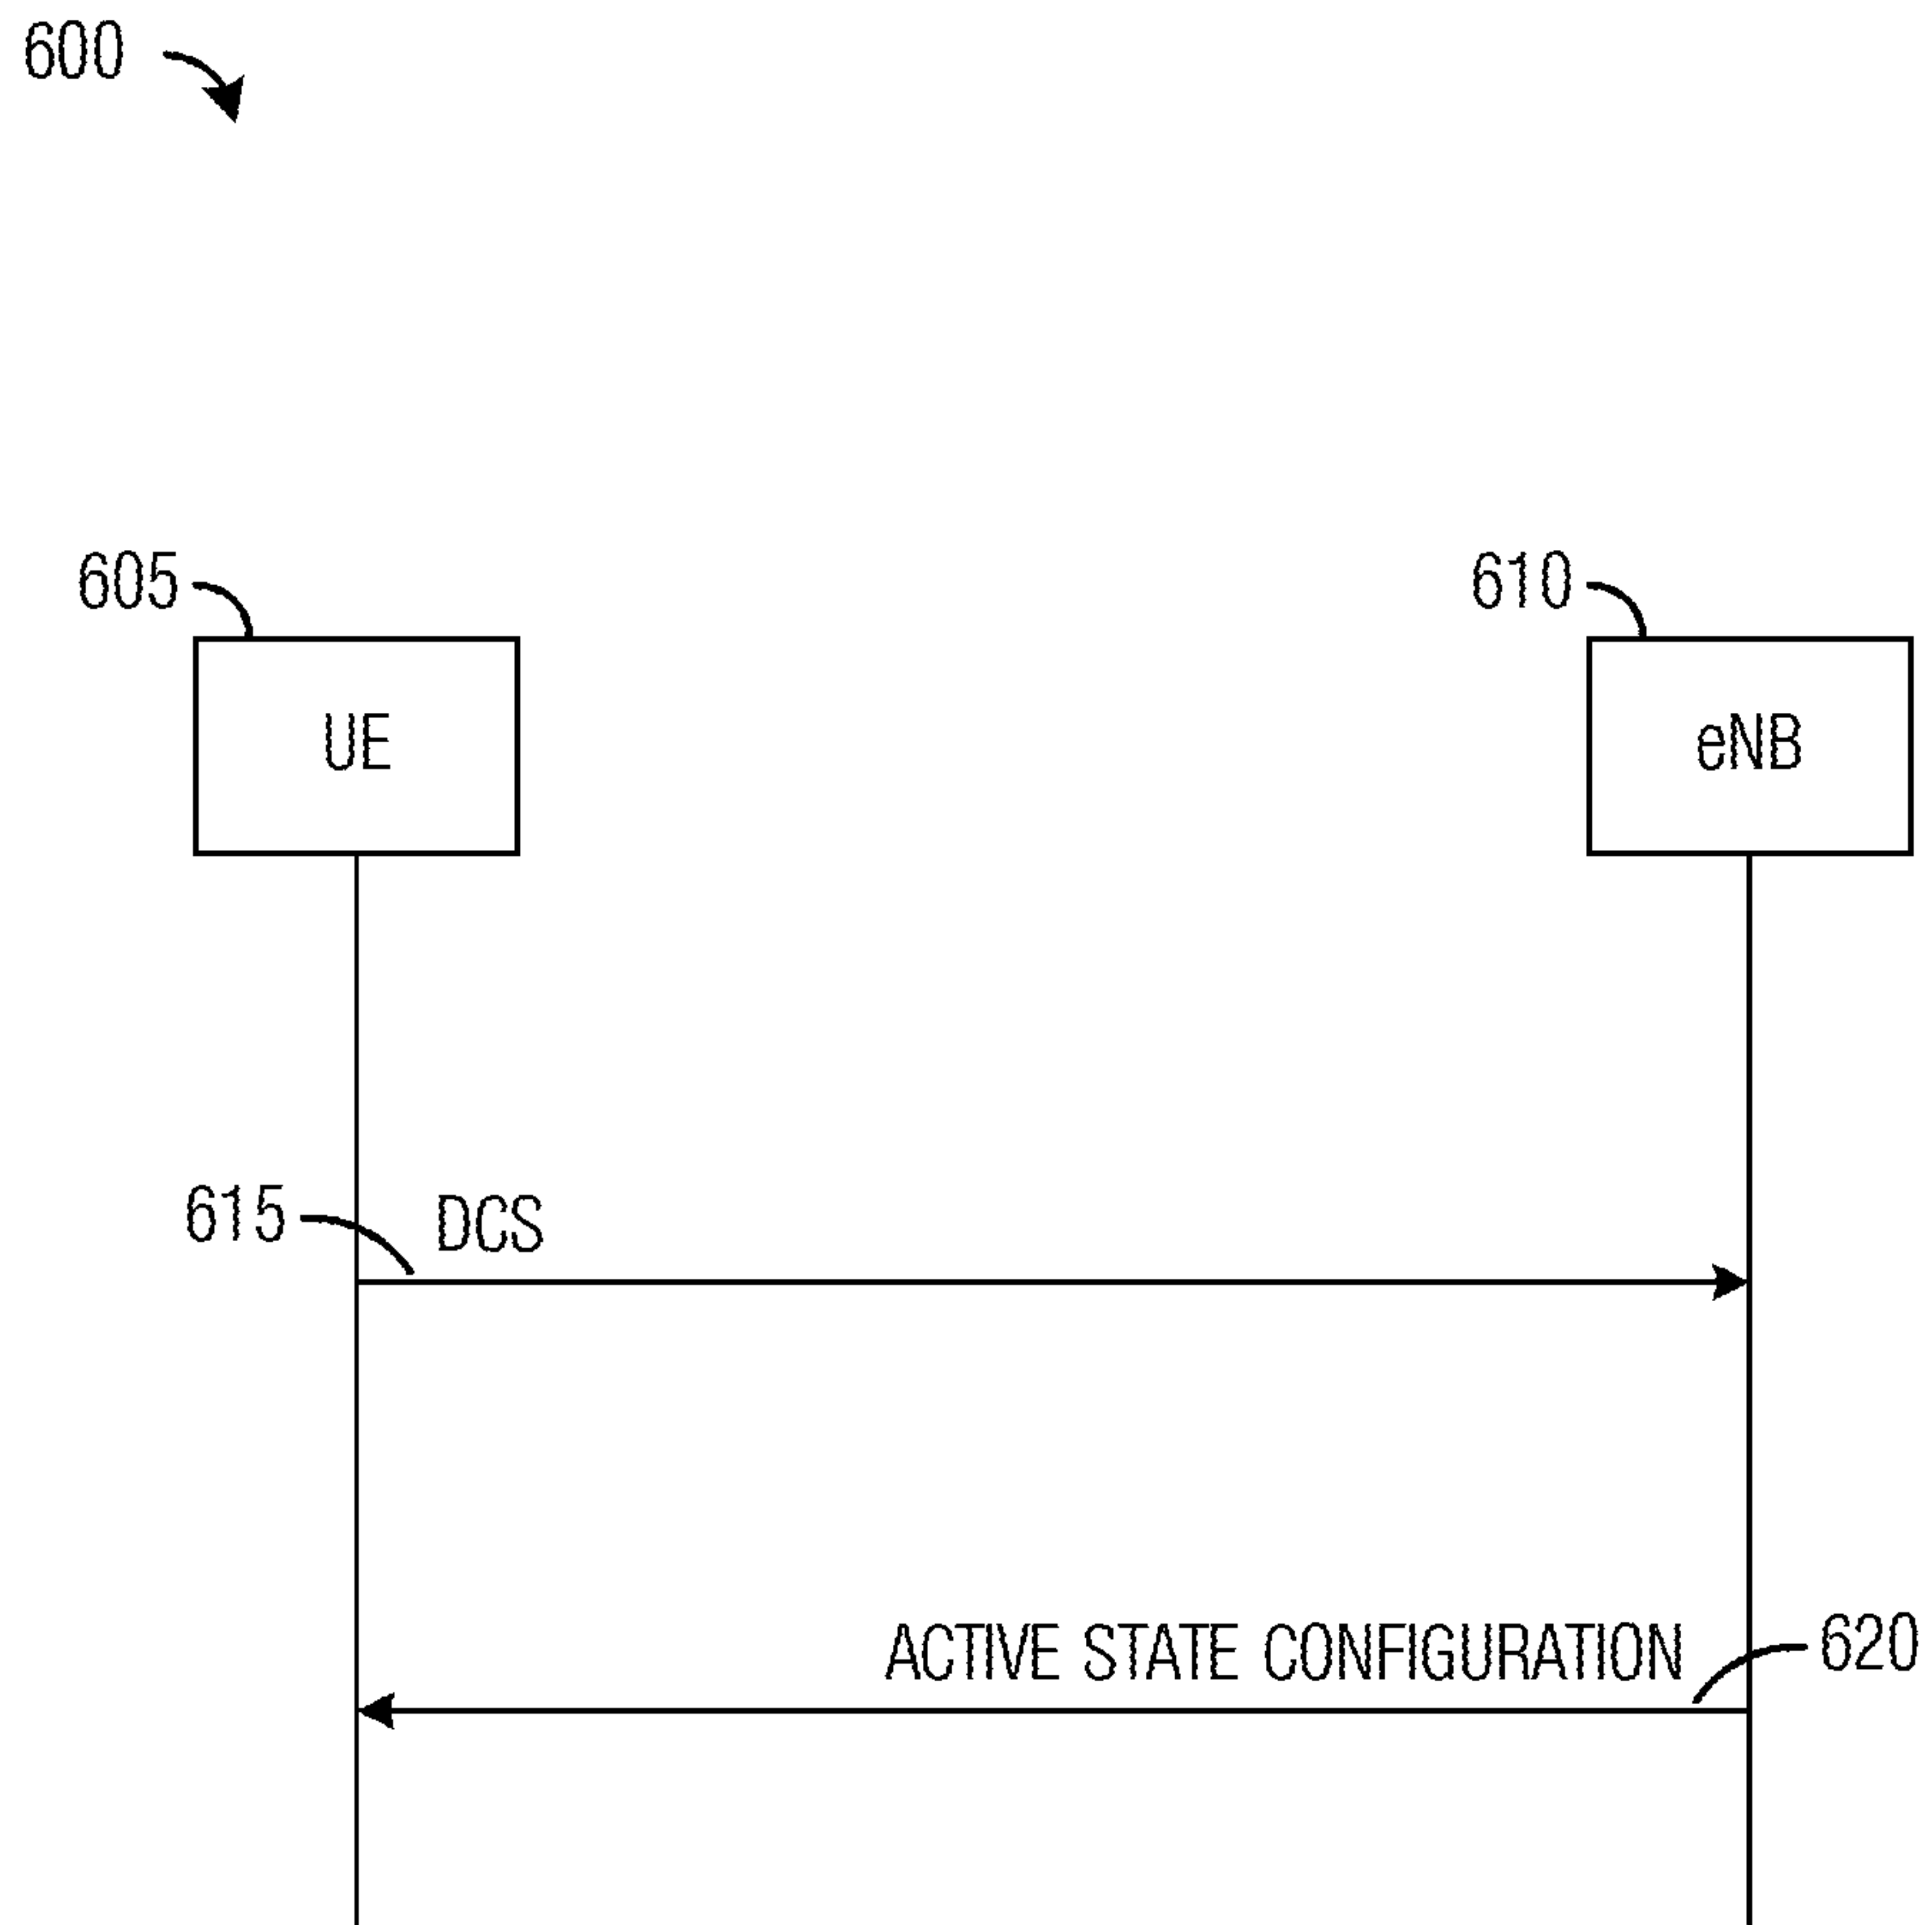 600
605
610
UE
eNB
615
DCS
ACTIVE STATE CONFIGURATION
620